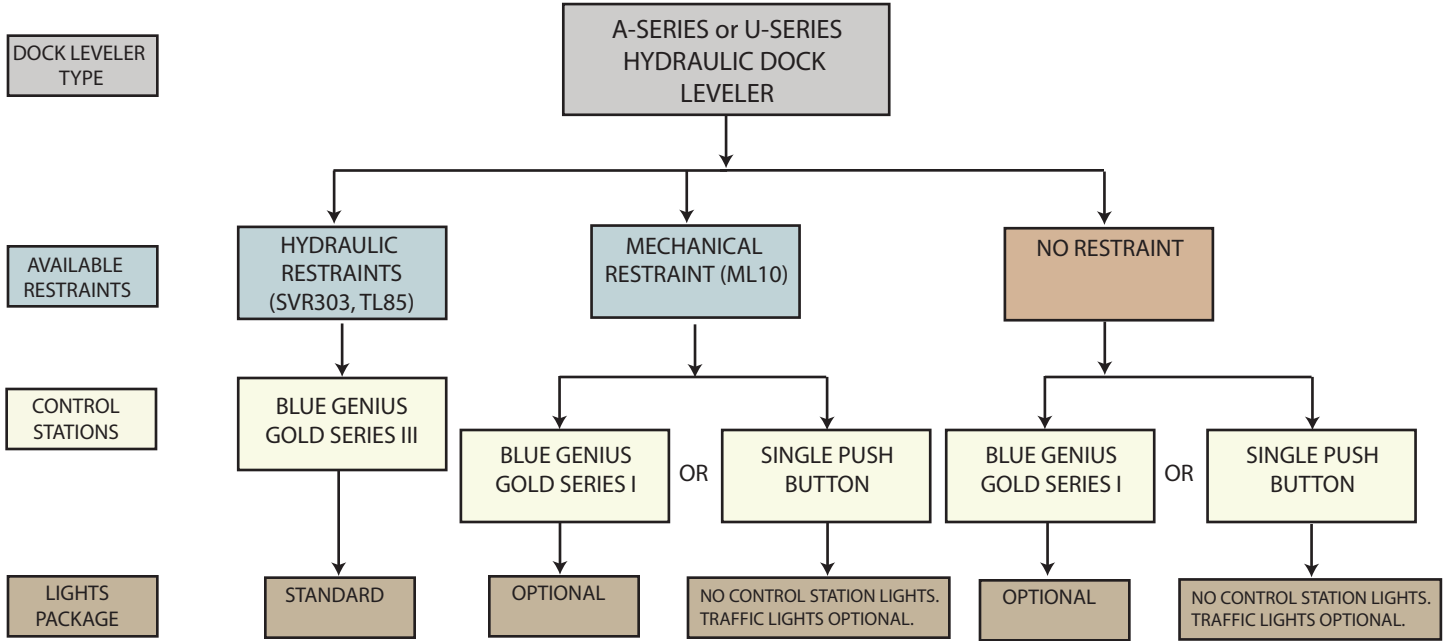 A-SERIES or U-SERIES
HYDRAULIC DOCK
LEVELER
DOCK LEVELER
TYPE
AVAILABLE
RESTRAINTS
HYDRAULIC
RESTRAINTS
(SVR303, TL85)
MECHANICAL
RESTRAINT (ML10)
NO RESTRAINT
CONTROL
STATIONS
BLUE GENIUS
GOLD SERIES III
BLUE GENIUS
GOLD SERIES I
OR
SINGLE PUSH
BUTTON
BLUE GENIUS
GOLD SERIES I
OR
SINGLE PUSH
BUTTON
LIGHTS
PACKAGE
STANDARD
OPTIONAL
NO CONTROL STATION LIGHTS.
TRAFFIC LIGHTS OPTIONAL.
OPTIONAL
NO CONTROL STATION LIGHTS.
TRAFFIC LIGHTS OPTIONAL.